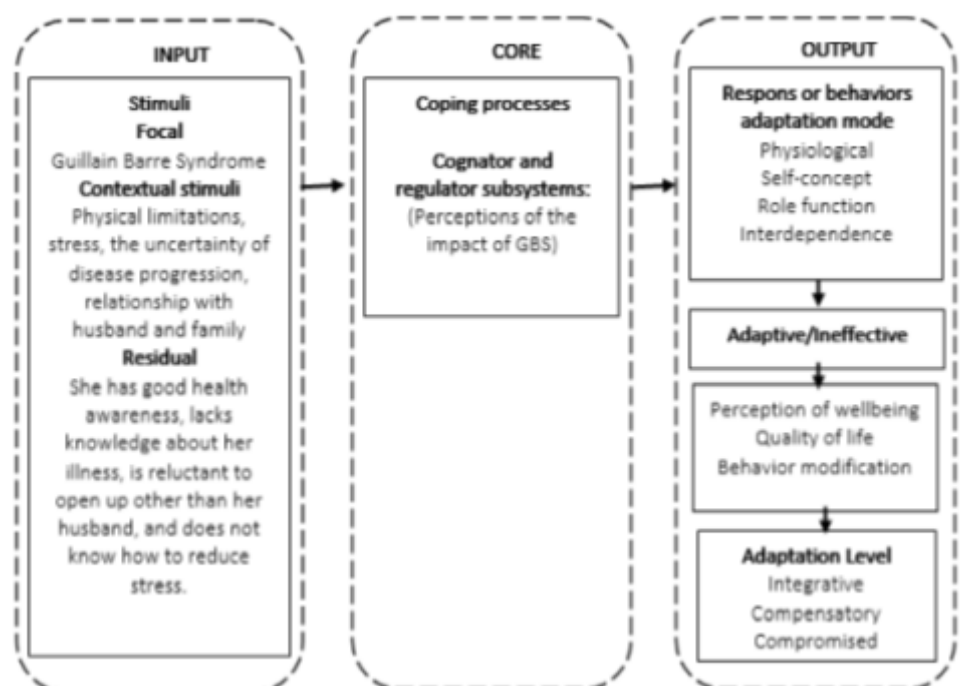 INPUT
Stimuli
Focal
Guillain Barre Syndrome
Contextual stimuli
Physical limitations,
stress, the uncertainty of
disease progression,
relationship with
husband and family
Residual
She has good health
awareness, lacks
knowledge about her
illness, is reluctant to
open up other than her
husband, and does not
know how to reduce
stress.
CORE
Coping processes
Cognator and
regulator subsystems:
(Perceptions of the
impact of GBS)
OUTPUT
Respons or behaviors
adaptation mode
Physiological
Self-concept
Role function
Interdependence
Adaptive/Ineffective
Perception of wellbeing
Quality of life
Behavior modification
Adaptation Level
Integrative
Compensatory
Compromised